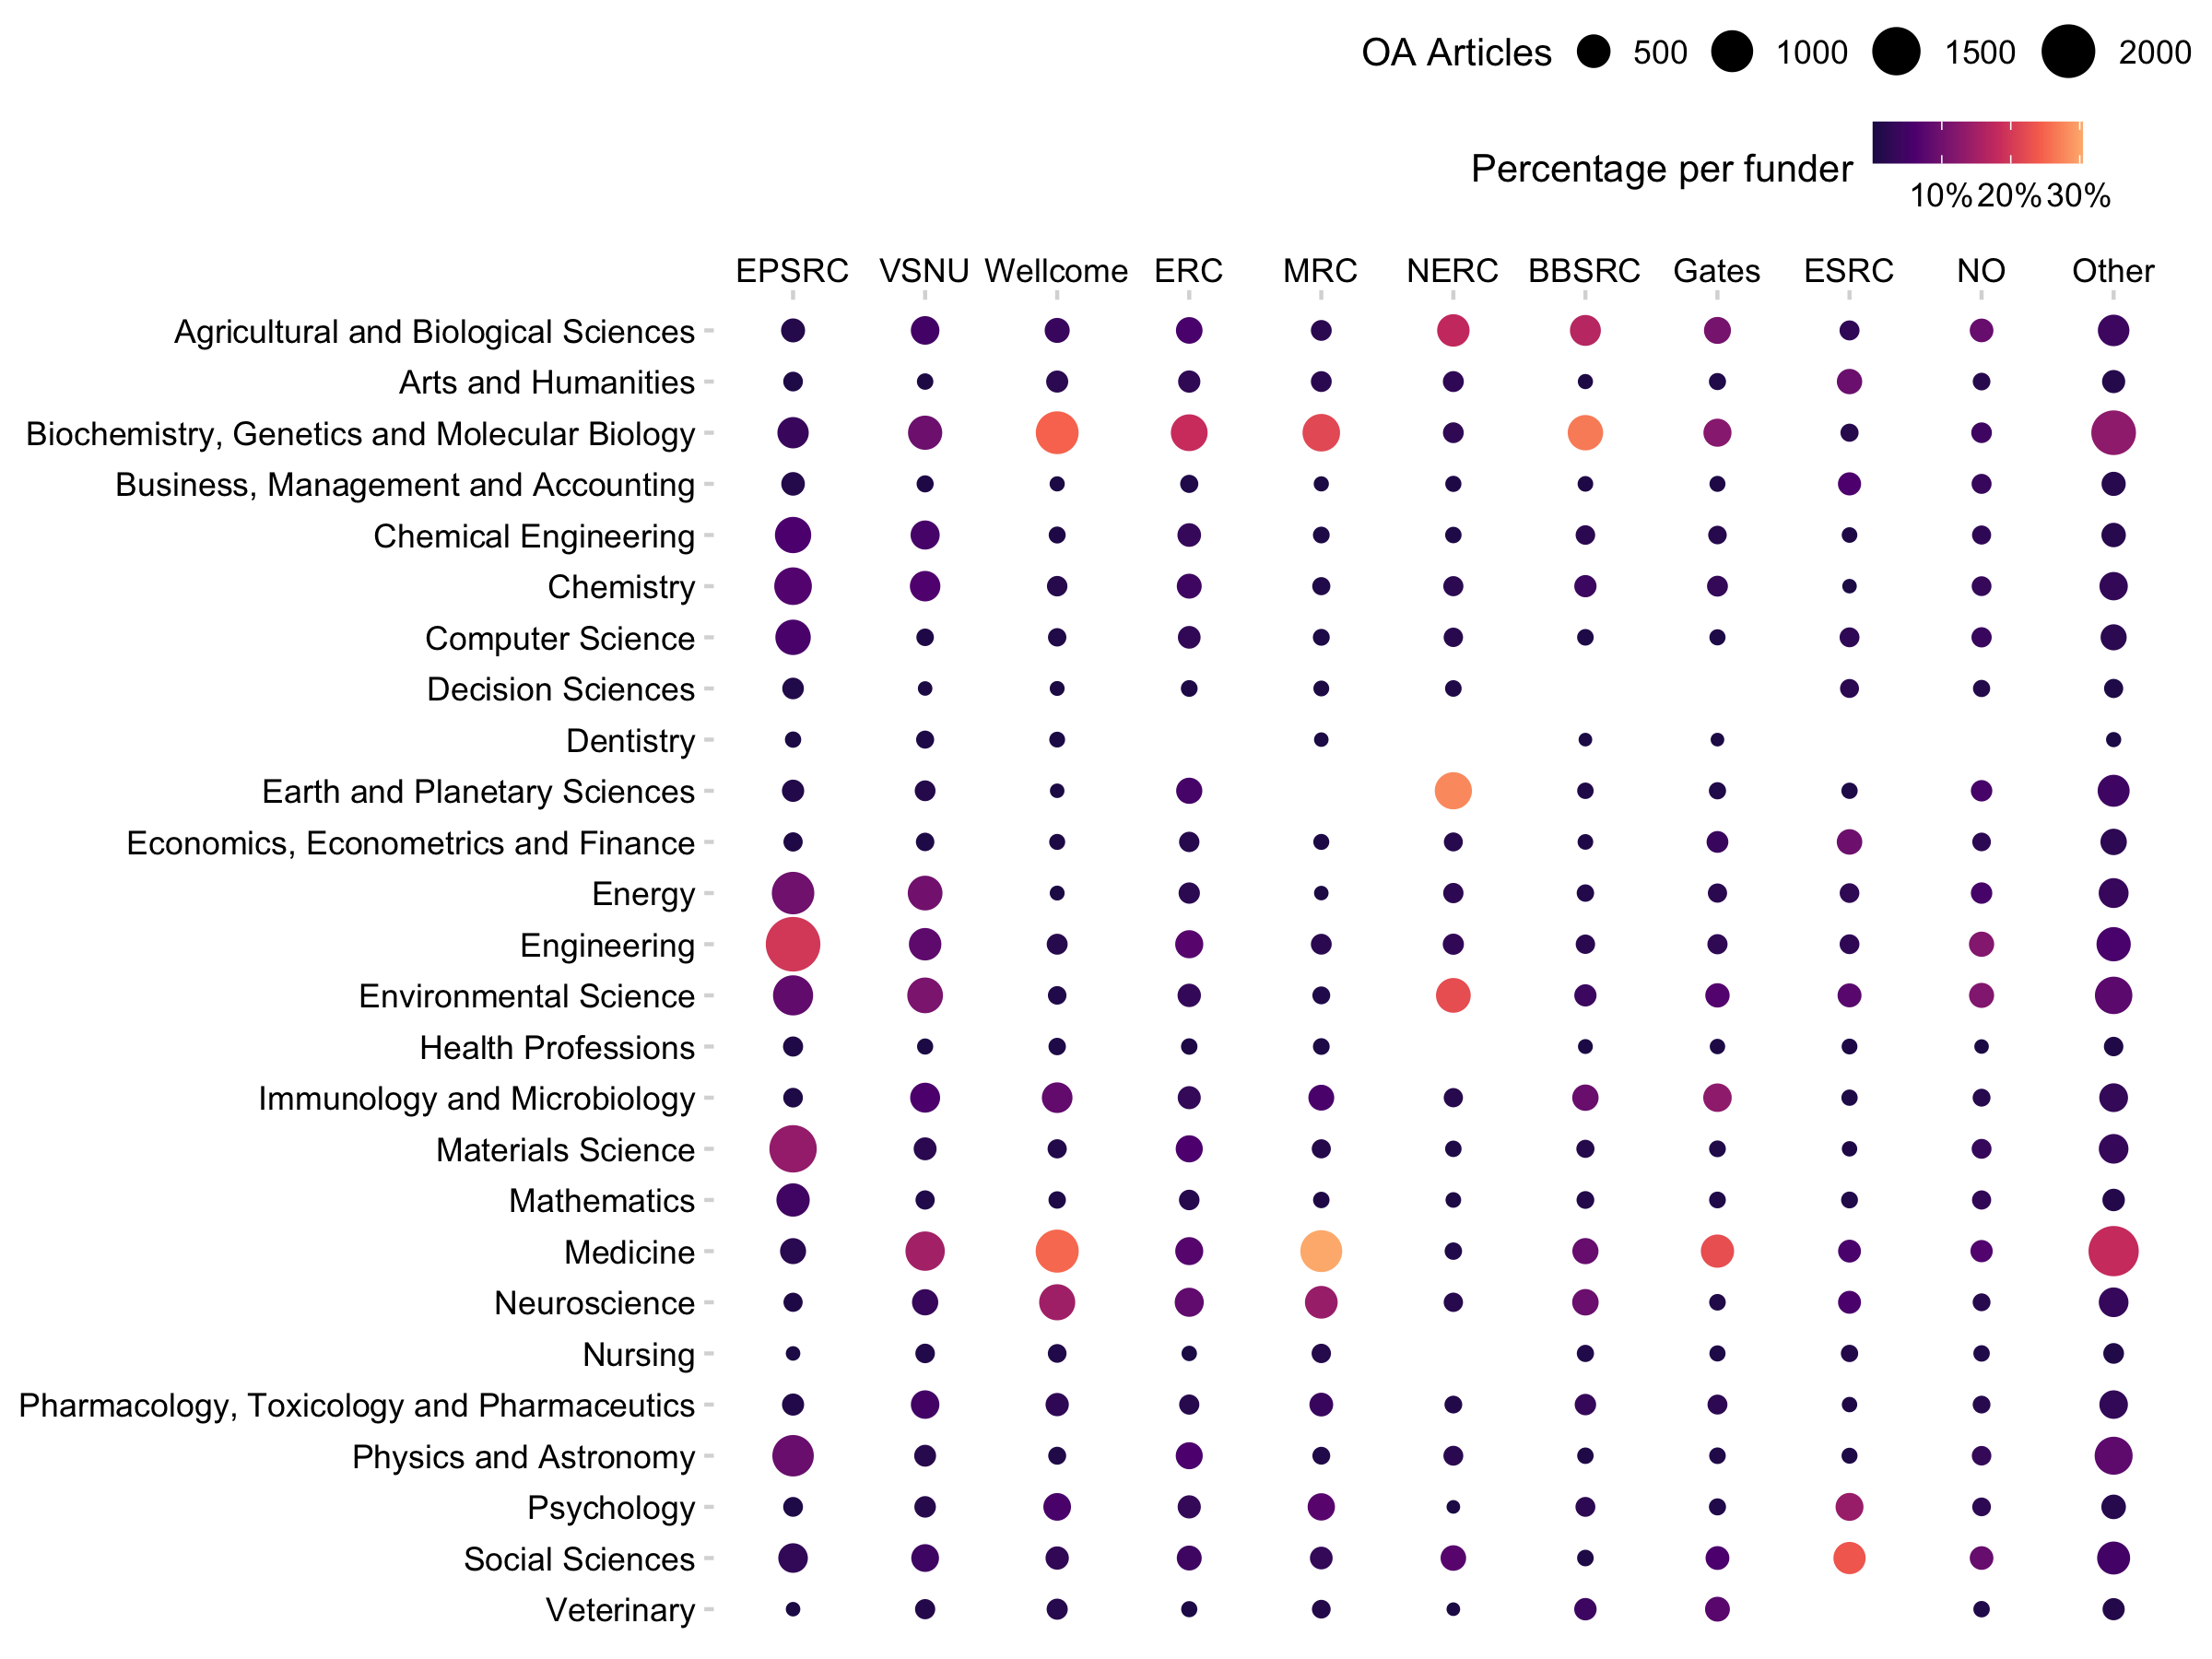 OA Articles 500 1000 1500 2000
Percentage per funder
10% 20% 30%
EPSRC VSNU Wellcome ERC MRC NERC BBSRC Gates ESRC NO Other
Agricultural and Biological Sciences
Arts and Humanities
Biochemistry, Genetics and Molecular Biology
Business, Management and Accounting
Chemical Engineering
Chemistry
Computer Science
Decision Sciences
Dentistry
Earth and Planetary Sciences
Economics, Econometrics and Finance
Energy
Engineering
Environmental Science
Health Professions
Immunology and Microbiology
Materials Science
Mathematics
Medicine
Neuroscience
Nursing
Pharmacology, Toxicology and Pharmaceutics
Physics and Astronomy
Psychology
Social Sciences
Veterinary